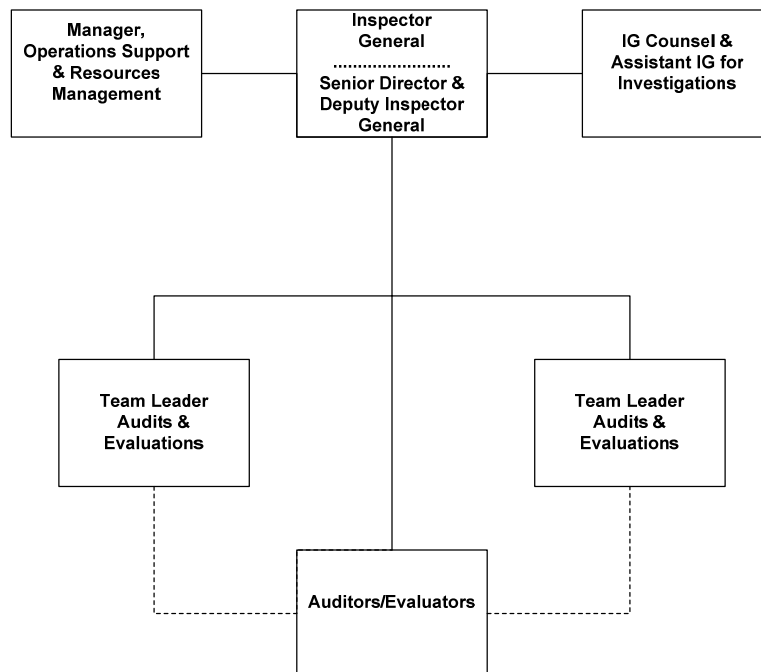 Manager,
Operations Support
& Resources
Management
Inspector
General
........................
Senior Director &
Deputy Inspector
General
IG Counsel &
Assistant IG for
Investigations
Team Leader
Audits &
Evaluations
Team Leader
Audits &
Evaluations
Auditors/Evaluators